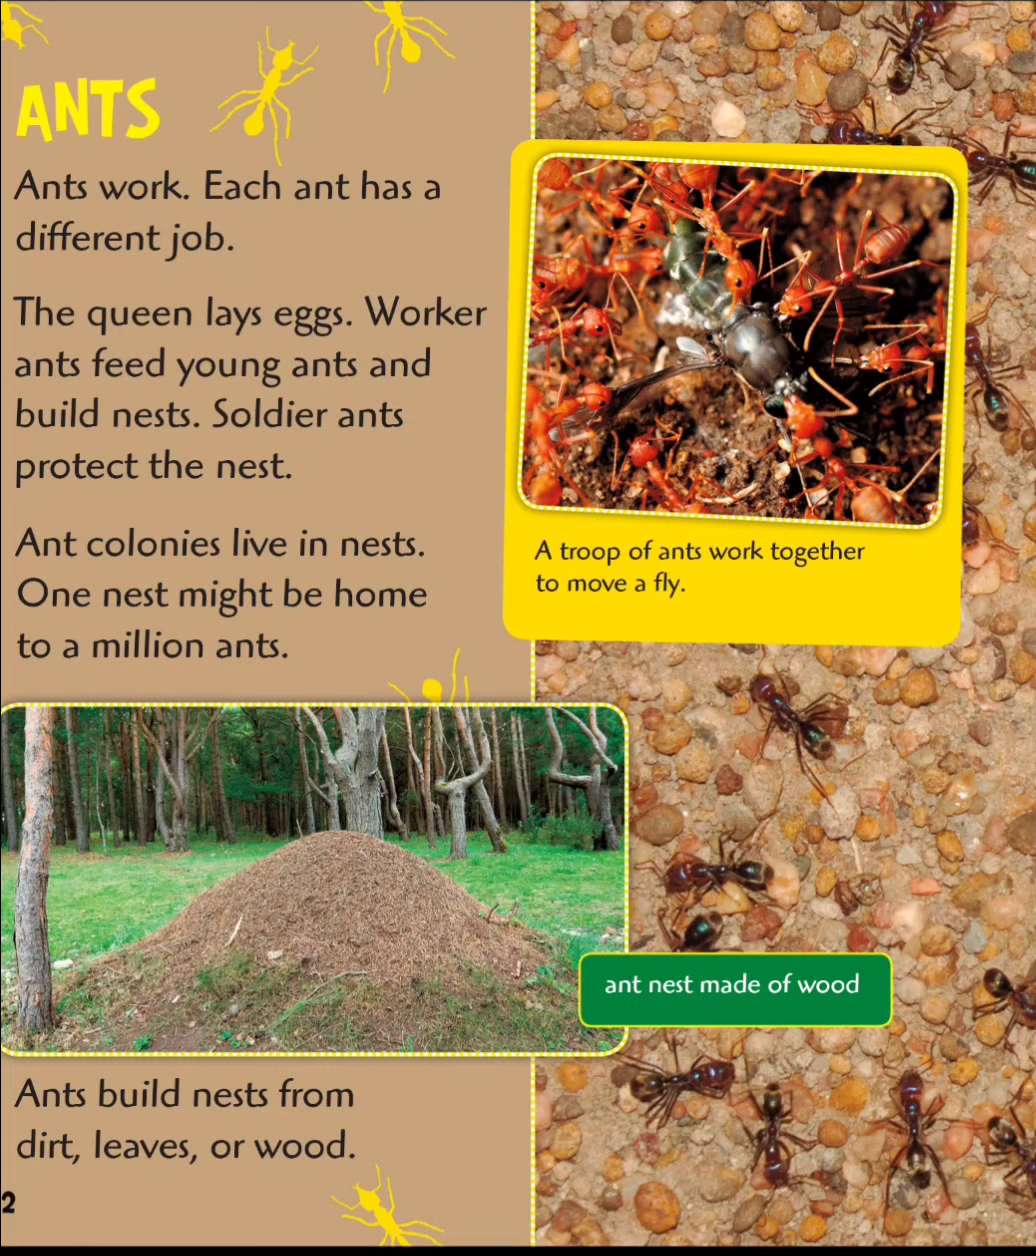 ANTS
Ants work. Each ant has a
different job.
The queen lays eggs. Worker
ants feed young ants and
build nests. Soldier ants
protect the nest.
Ant colonies live in nests.
One nest might be home
to a million ants.
A troop of ants work together
to move a fly.
ant nest made of wood
Ants build nests from
dirt, leaves, or wood.
2